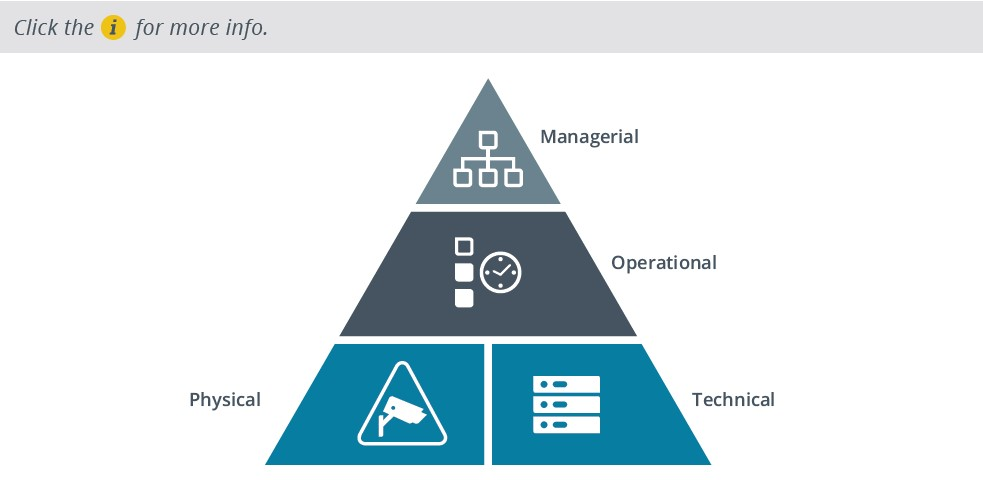 Click the i for more info.
Managerial
Operational
Physical
Technical